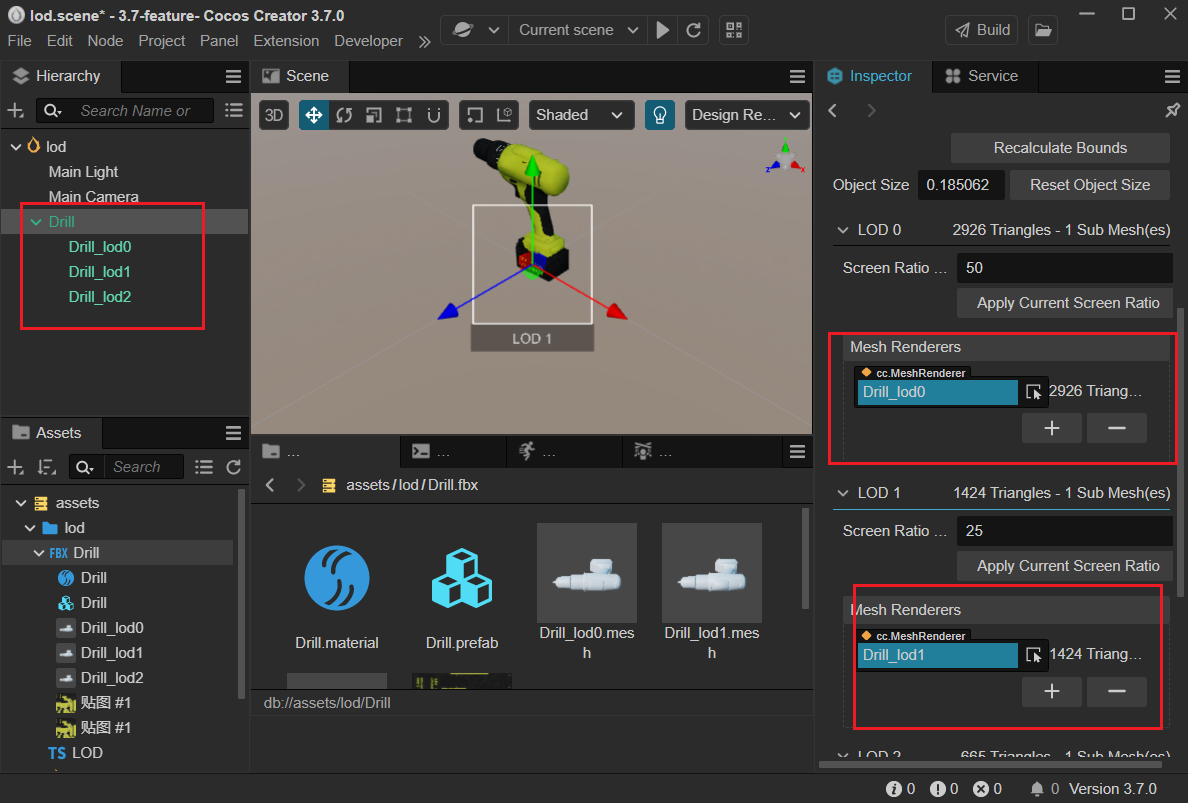 lod.scene* - 3.7-feature- Cocos Creator 3.7.0
File Edit Node Project Panel Extension Developer
Current scene
Build
Hierarchy
Search Name or
lod
Main Light
Main Camera
Drill
Drill_lod0
Drill_lod1
Drill_lod2
Assets
Search
assets
lod
FBX Drill
Drill
Drill
Drill_lod0
Drill_lod1
Drill_lod2
贴图 #1
贴图 #1
TS LOD
Scene
3D
Shaded
Design Re...
y
z
x
LOD 1
...
...
...
...
assets / lod / Drill.fbx
Drill.material
Drill.prefab
Drill_lod0.mes
h
Drill_lod1.mes
h
db://assets/lod/Drill
Inspector
Service
Recalculate Bounds
Object Size 0.185062 Reset Object Size
LOD 0 2926 Triangles - 1 Sub Mesh(es)
Screen Ratio ... 50
Apply Current Screen Ratio
Mesh Renderers
cc.MeshRenderer
Drill_lod0 2926 Triang...
LOD 1 1424 Triangles - 1 Sub Mesh(es)
Screen Ratio ... 25
Apply Current Screen Ratio
Mesh Renderers
cc.MeshRenderer
Drill_lod1 1424 Triang...
LOD 2 665 Triangles - 1 Sub Mesh(es)
0 0 0 0 Version 3.7.0